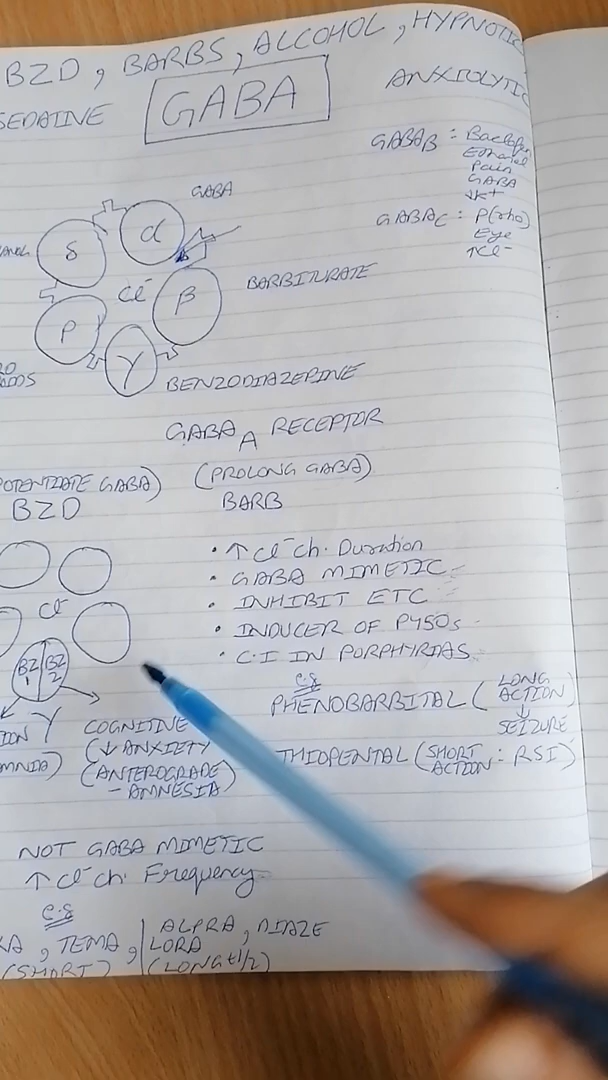 BZD, BARBS, ALCOHOL, HYPNOTIC
SEDATIVE
GABA
ANXIOLYTIC
GABA B : Baclofen
Ethanol
Pain
GABA
↓K+
GABA C : ρ(rho)
Eye
↑Cl-
GABA
δ
α
Cl-
β
ρ
γ
BARBITURATE
BENZODIAZEPINE
GABA A RECEPTOR
POTENTIATE GABA)
BZD
(PROLONG GABA)
BARB
• ↑ Cl- ch. Duration
• GABA MIMETIC
• INHIBIT ETC
• INDUCER OF P450s
• C.I IN PORPHYRIAS
e.g
PHENOBARBITAL (LONG ACTION)
↓
SEIZURE
THIOPENTAL (SHORT ACTION : RSI)
Cl-
BZ1 BZ2
γ
COGNITIVE
(↓ ANXIETY
(ANTEROGRADE)
- AMNESIA)
NOT GABA MIMETIC
↑ Cl- ch. Frequency
e.g
, TEMA, | ALPRA, DIAZE
LORA
(SHORT) (LONG t1/2)